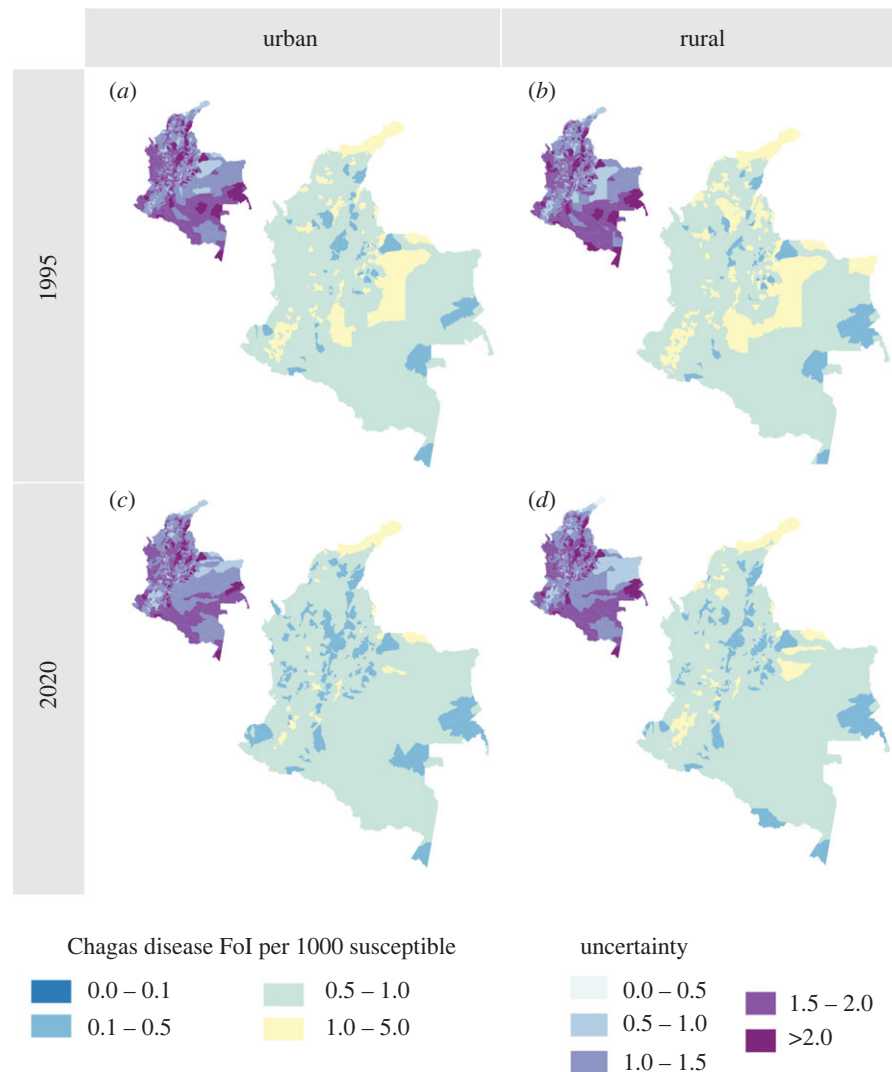 urban
rural
1995
(a)
(b)
2020
(c)
(d)
Chagas disease FoI per 1000 susceptible
0.0 – 0.1
0.1 – 0.5
0.5 – 1.0
1.0 – 5.0
uncertainty
0.0 – 0.5
0.5 – 1.0
1.0 – 1.5
1.5 – 2.0
>2.0